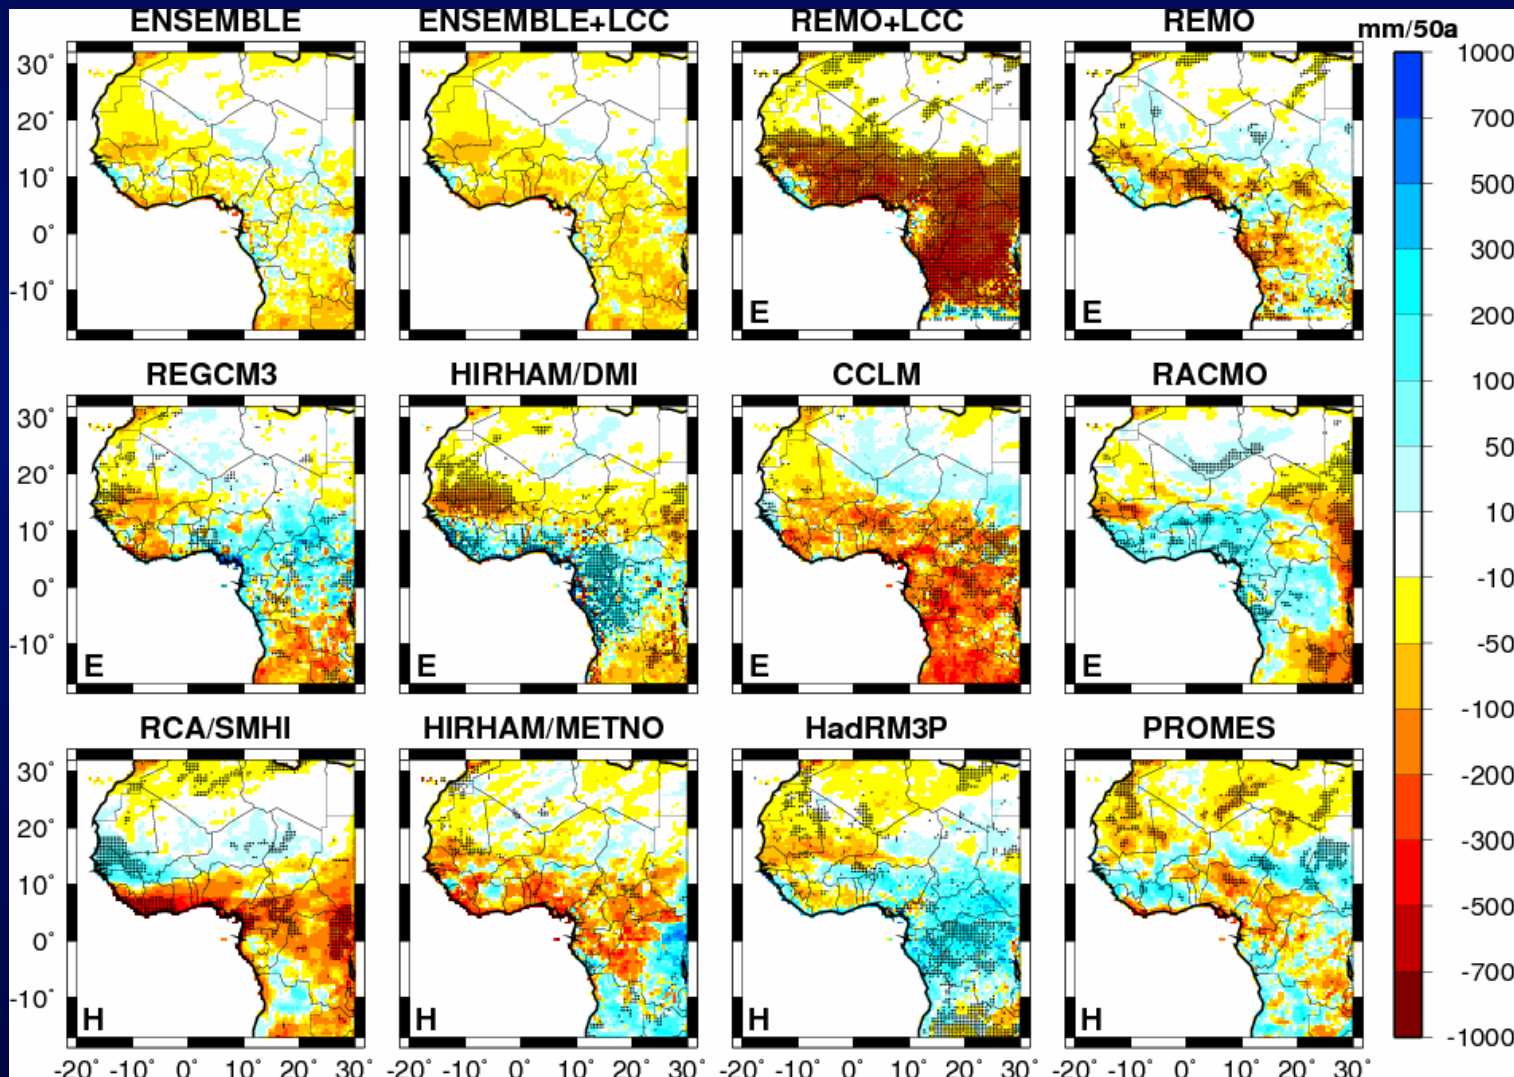 ENSEMBLE ENSEMBLE+LCC REMO+LCC REMO mm/50a
30° 1000
20° 700
10° 500
0° 300
-10° E E 200
REGCM3 HIRHAM/DMI CCLM RACMO 100
30° 50
20° 10
10° -10
0° -50
-10° E E E E -100
RCA/SMHI HIRHAM/METNO HadRM3P PROMES
30° -200
20° -300
10° -500
0° -700
-10° H H H H -1000
-20° -10° 0° 10° 20° 30° -20° -10° 0° 10° 20° 30° -20° -10° 0° 10° 20° 30° -20° -10° 0° 10° 20° 30°